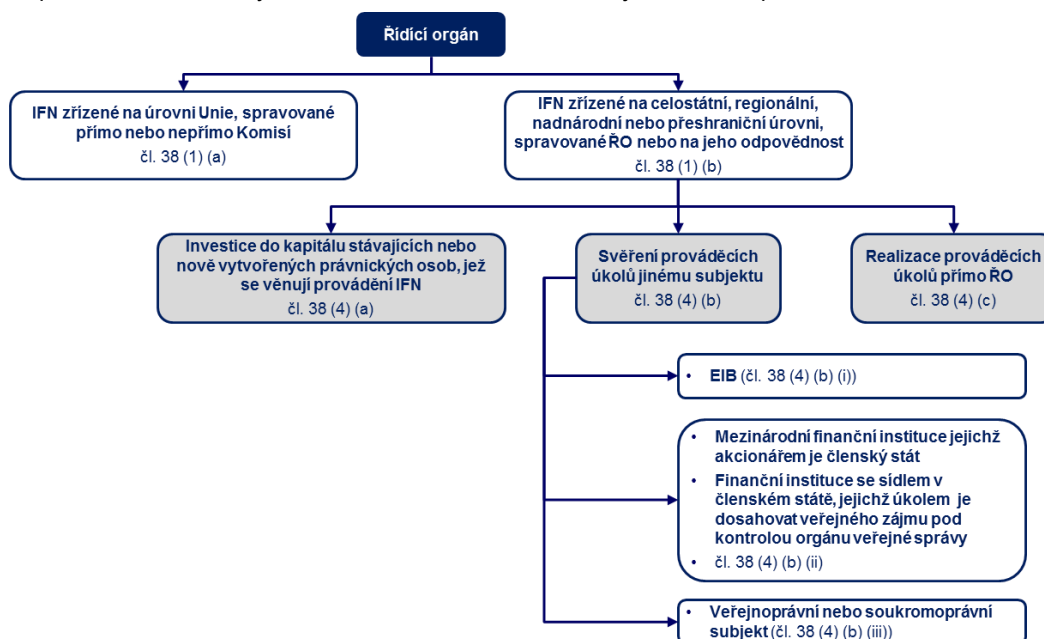 Řídící orgán
IFN zřízené na úrovni Unie, spravované
přímo nebo nepřímo Komisí
čl. 38 (1) (a)
IFN zřízené na celostátní, regionální,
nadnárodní nebo přeshraniční úrovni,
spravované ŘO nebo na jeho odpovědnost
čl. 38 (1) (b)
Investice do kapitálu stávajících nebo
nově vytvořených právnických osob, jež
se věnují provádění IFN
čl. 38 (4) (a)
Svěření prováděcích
úkolů jinému subjektu
čl. 38 (4) (b)
Realizace prováděcích
úkolů přímo ŘO
čl. 38 (4) (c)
• EIB (čl. 38 (4) (b) (i))
• Mezinárodní finanční instituce jejichž
akcionářem je členský stát
• Finanční instituce se sídlem v
členském státě, jejichž úkolem je
dosahovat veřejného zájmu pod
kontrolou orgánu veřejné správy
• čl. 38 (4) (b) (ii)
• Veřejnoprávní nebo soukromoprávní
subjekt (čl. 38 (4) (b) (iii))